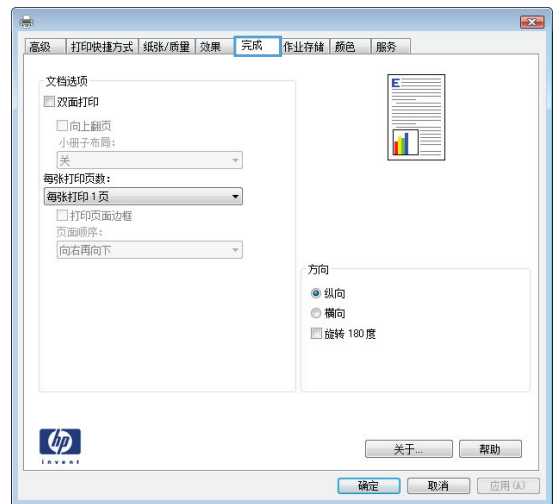 高级 打印快捷方式 纸张/质量 效果 完成 作业存储 颜色 服务
文档选项
双面打印
向上翻页
小册子布局:
关
每张打印页数:
每张打印 1 页
打印页面边框
页面顺序:
向右再向下
E
方向
纵向
横向
旋转 180 度
hp
invent
关于... 帮助
确定 取消 应用(A)